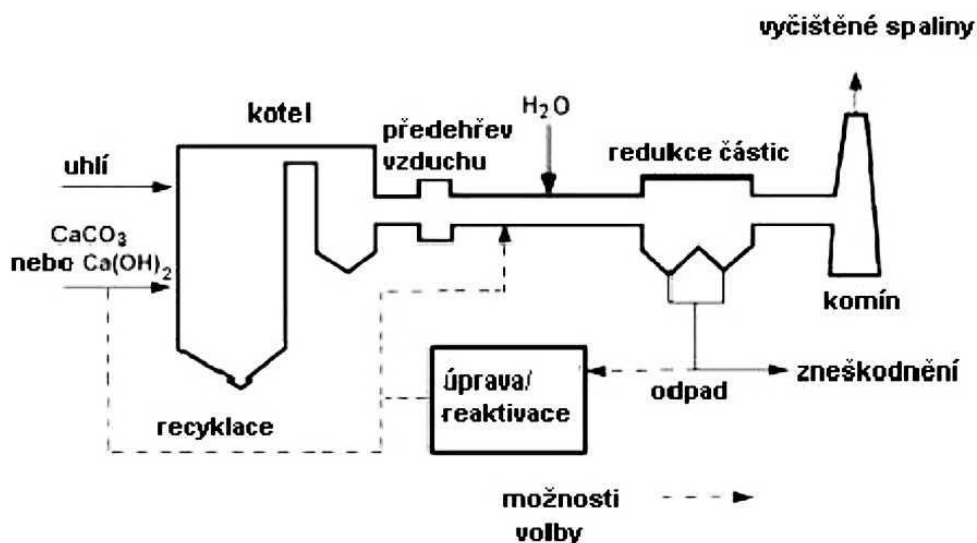 vyčištěné spaliny
kotel
H₂O
předehřev
vzduchu
redukce částic
uhlí
CaCO₃
nebo Ca(OH)₂
komín
úprava/
reaktivace
odpad
zneškodnění
recyklace
možnosti
volby